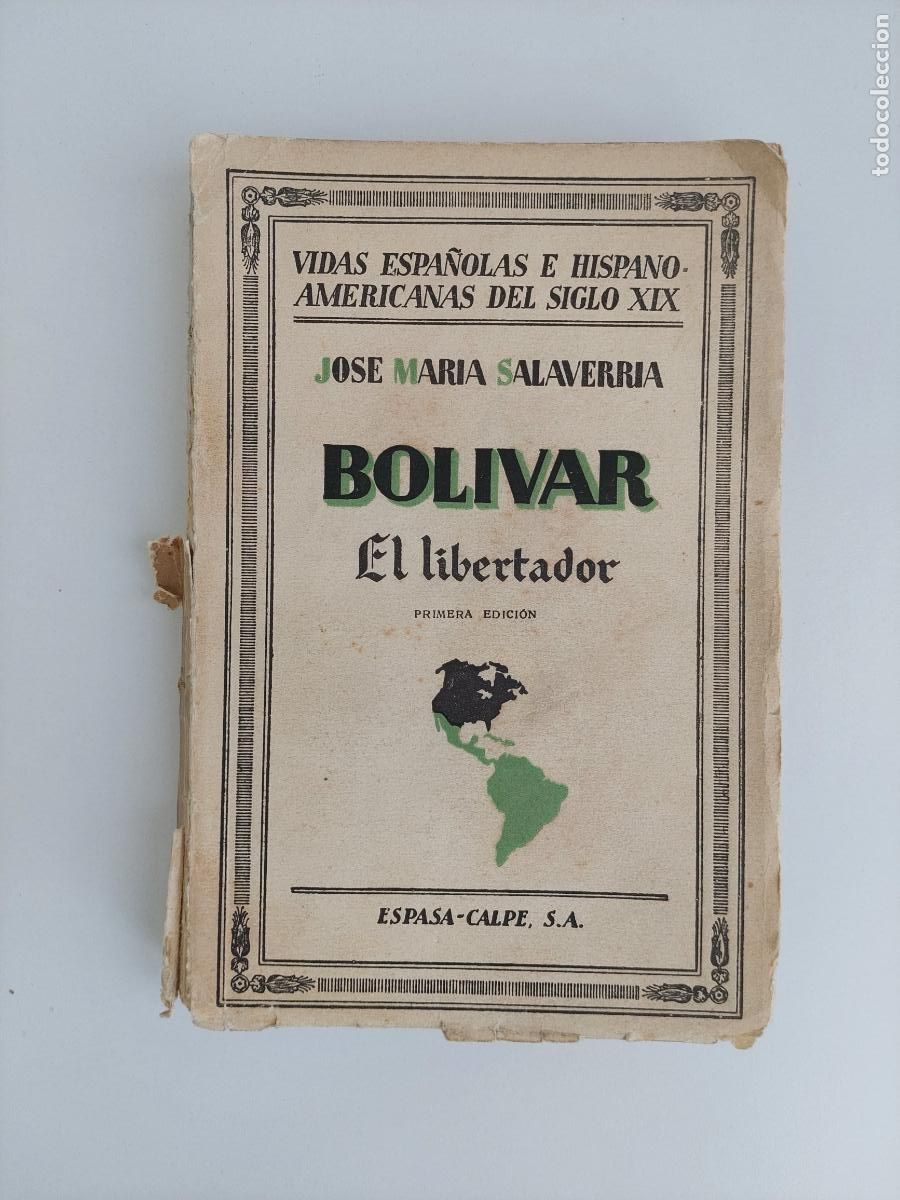 VIDAS ESPAÑOLAS E HISPANO-
AMERICANAS DEL SIGLO XIX
JOSE MARIA SALAVERRIA
BOLIVAR
El libertador
PRIMERA EDICIÓN
ESPASA-CALPE, S.A.
todocoleccion